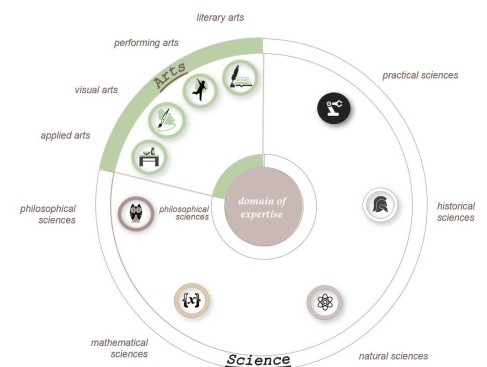 literary arts
performing arts
Arts
visual arts
practical sciences
applied arts
philosophical
sciences
philosophical
sciences
domain of
expertise
historical
sciences
{x}
mathematical
sciences
natural sciences
Science